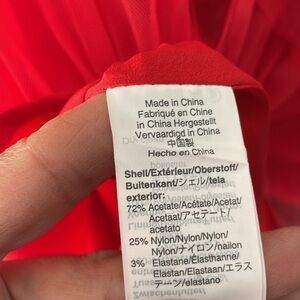 Made in China
Fabriqué en Chine
in China Hergestellt
Vervaardigd in China
中国製
Hecho en China
Shell/Extérieur/Oberstoff/
Buitenkant/シェル/tela
exterior:
72% Acetate/Acétate/Acetat/
Acetaat/アセテート/
acetato
25% Nylon/Nylon/Nylon/
Nylon/ナイロン/nailon
3% Elastane/Elasthanne/
Elastan/Elastaan/エラス
テーン/elastano